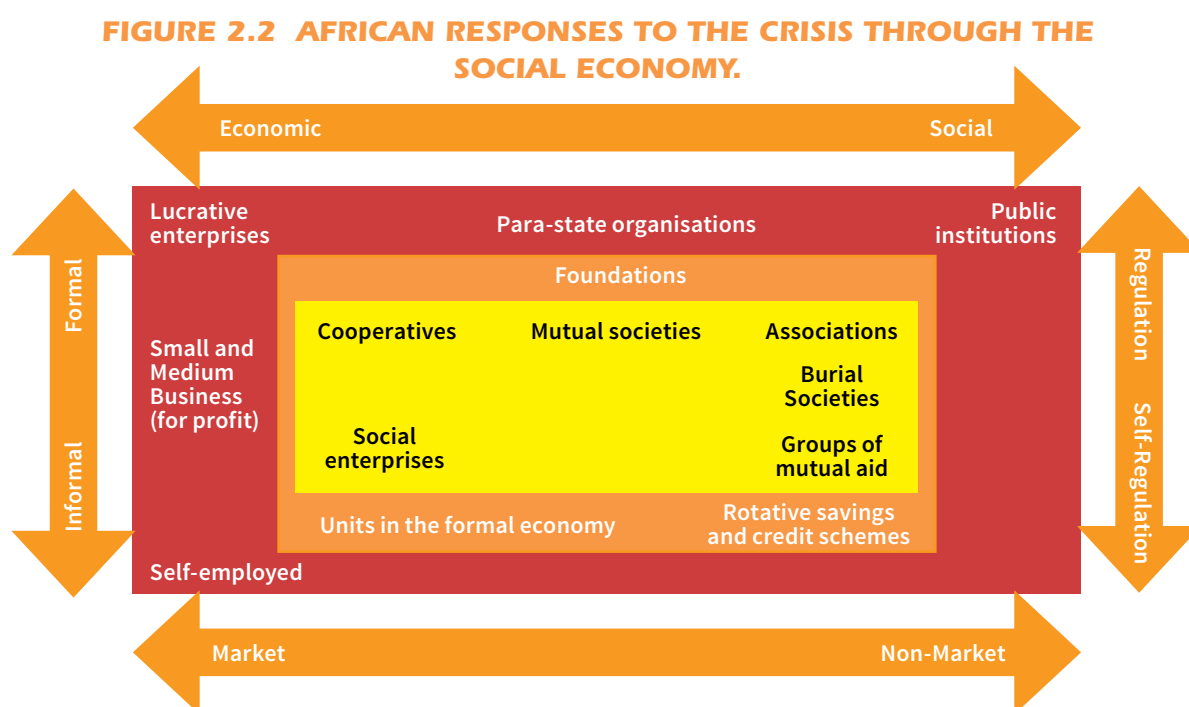 FIGURE 2.2 AFRICAN RESPONSES TO THE CRISIS THROUGH THE
SOCIAL ECONOMY.
Economic
Social
Formal
Informal
Lucrative
enterprises
Para-state organisations
Public
institutions
Foundations
Small and
Medium
Business
(for profit)
Cooperatives
Mutual societies
Associations
Burial
Societies
Social
enterprises
Groups of
mutual aid
Units in the formal economy
Rotative savings
and credit schemes
Self-employed
Regulation
Self-Regulation
Market
Non-Market